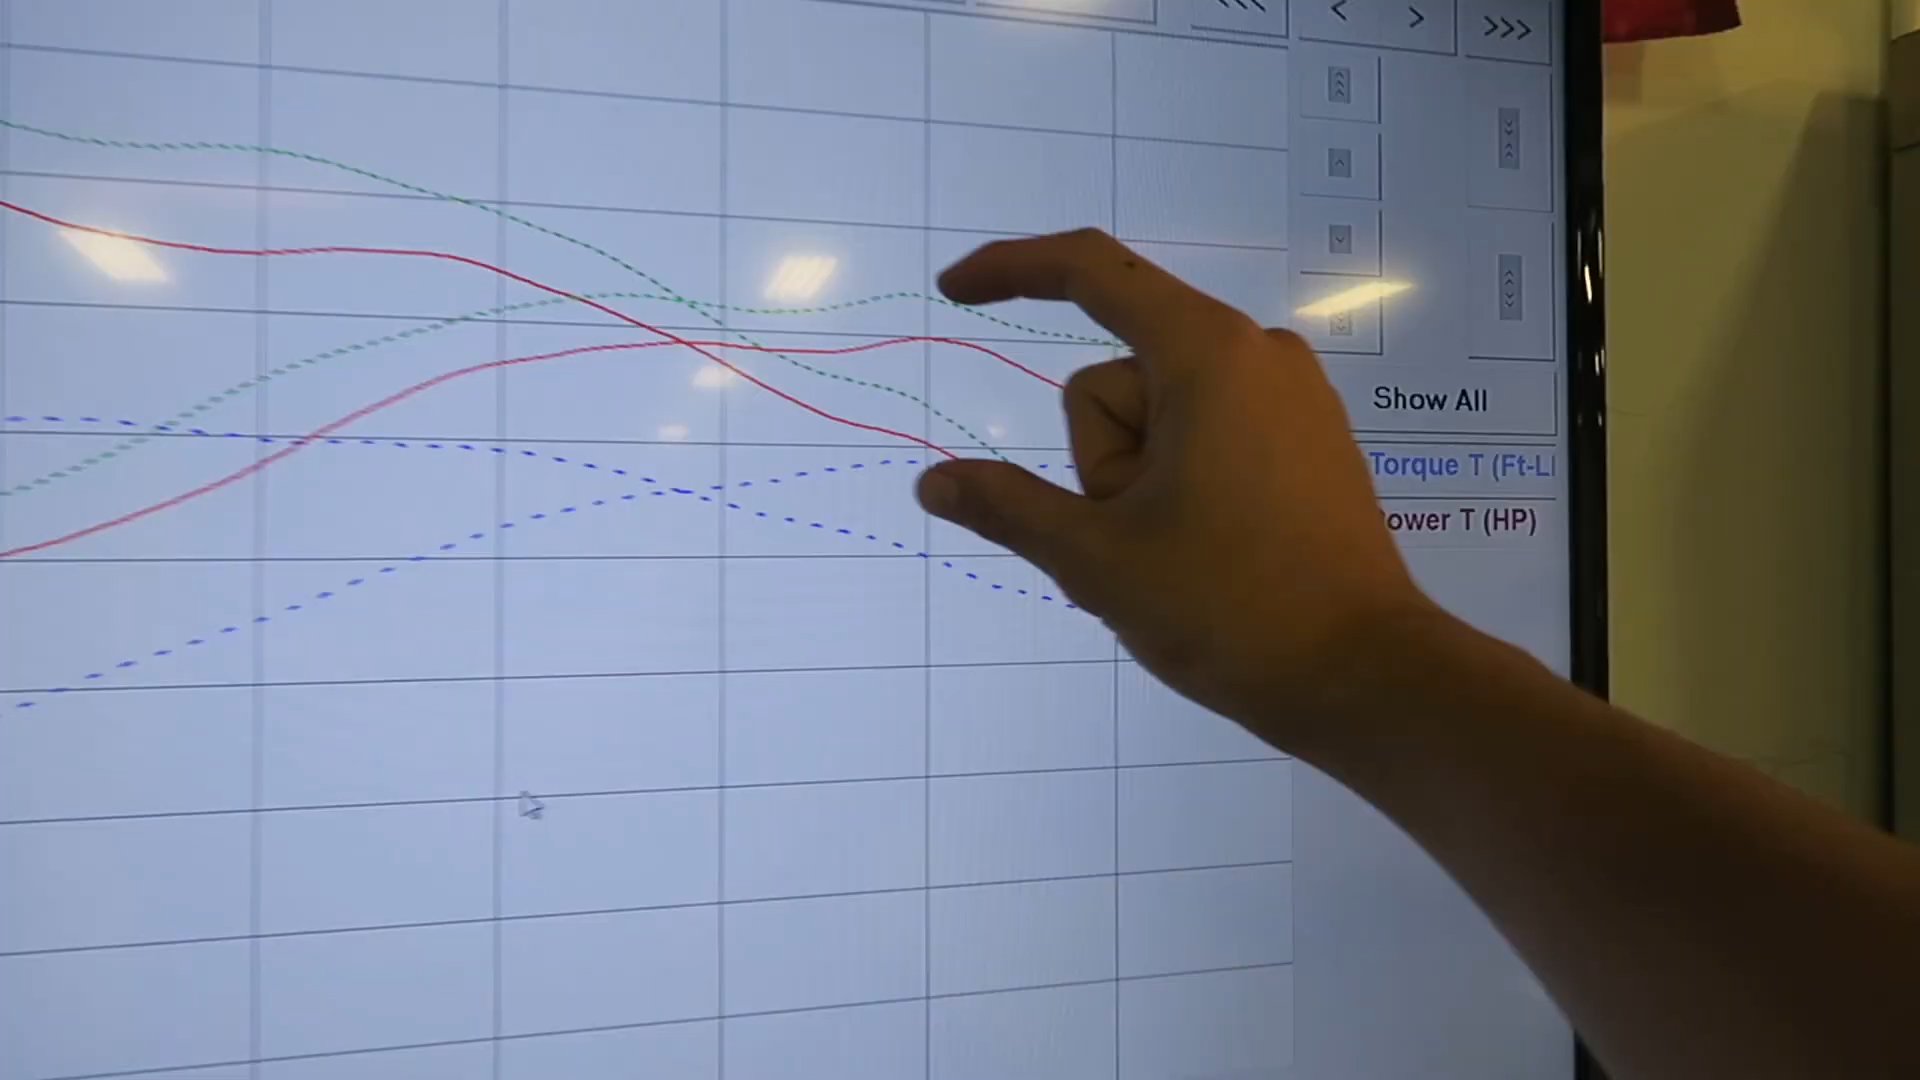 <<<
<
>
>>>
Show All
Torque T (Ft-L
ower T (HP)